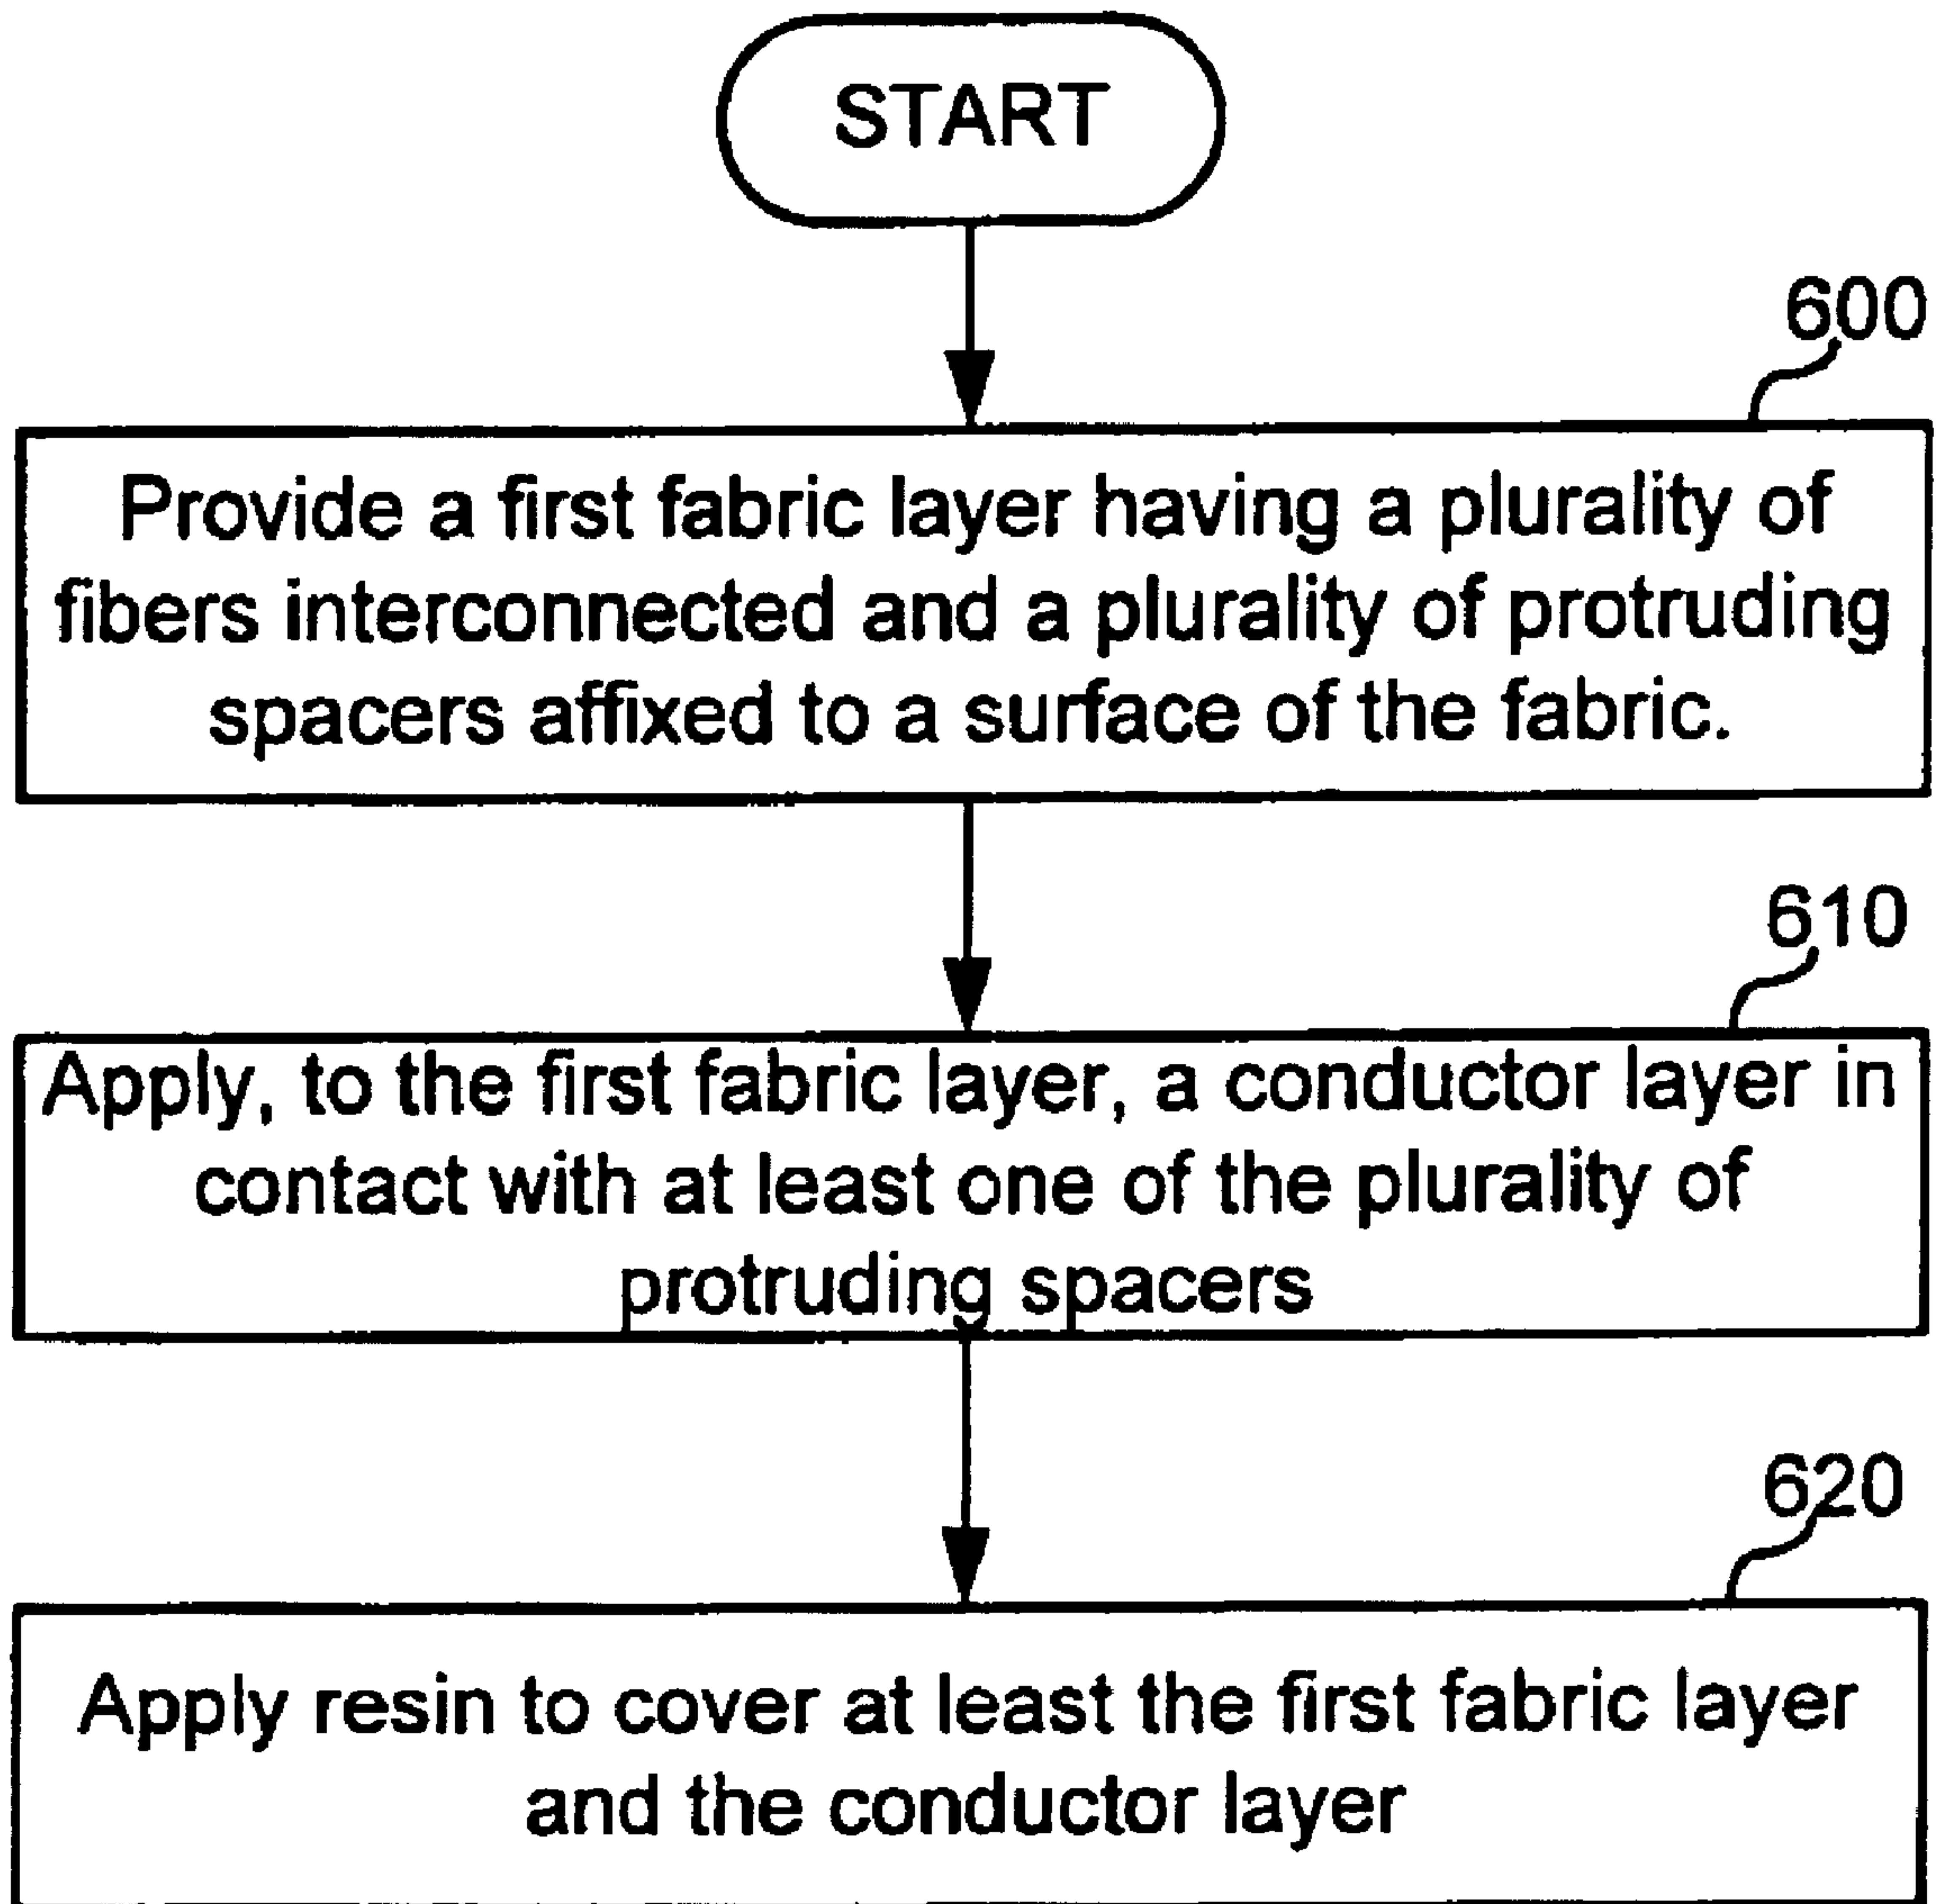 START
600
Provide a first fabric layer having a plurality of
fibers interconnected and a plurality of protruding
spacers affixed to a surface of the fabric.
610
Apply, to the first fabric layer, a conductor layer in
contact with at least one of the plurality of
protruding spacers
620
Apply resin to cover at least the first fabric layer
and the conductor layer